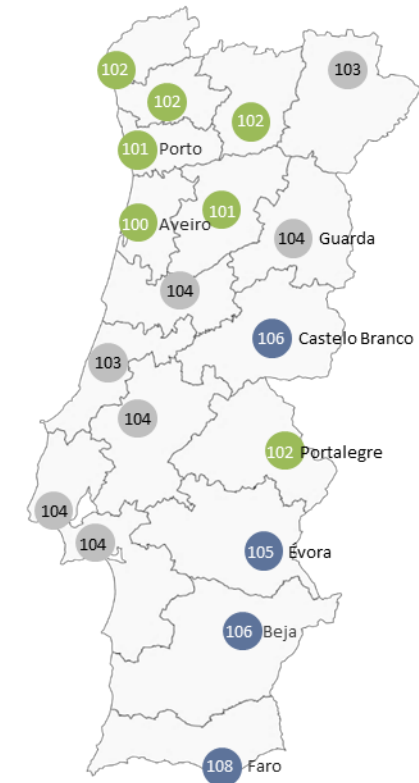 102
103
102
102
101 Porto
101
100 Aveiro
104 Guarda
104
106 Castelo Branco
103
104
102 Portalegre
104
104
105 Évora
106 Beja
108 Faro